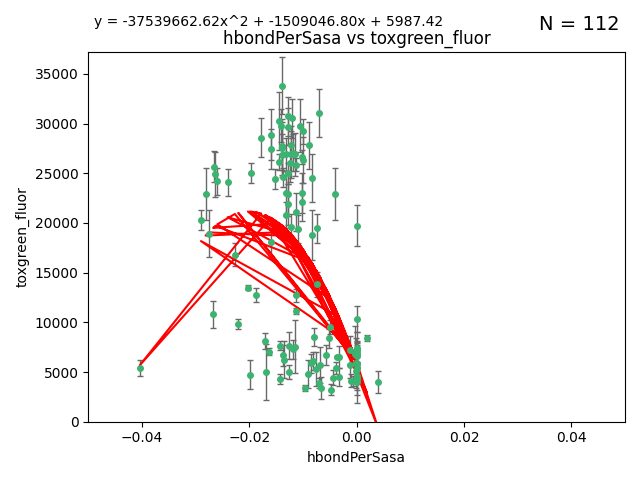 y = -37539662.62x^2 + -1509046.80x + 5987.42
N = 112
hbondPerSasa vs toxgreen_fluor
35000
30000
25000
20000
15000
10000
5000
0
toxgreen_fluor
−0.04
−0.02
0.00
0.02
0.04
hbondPerSasa